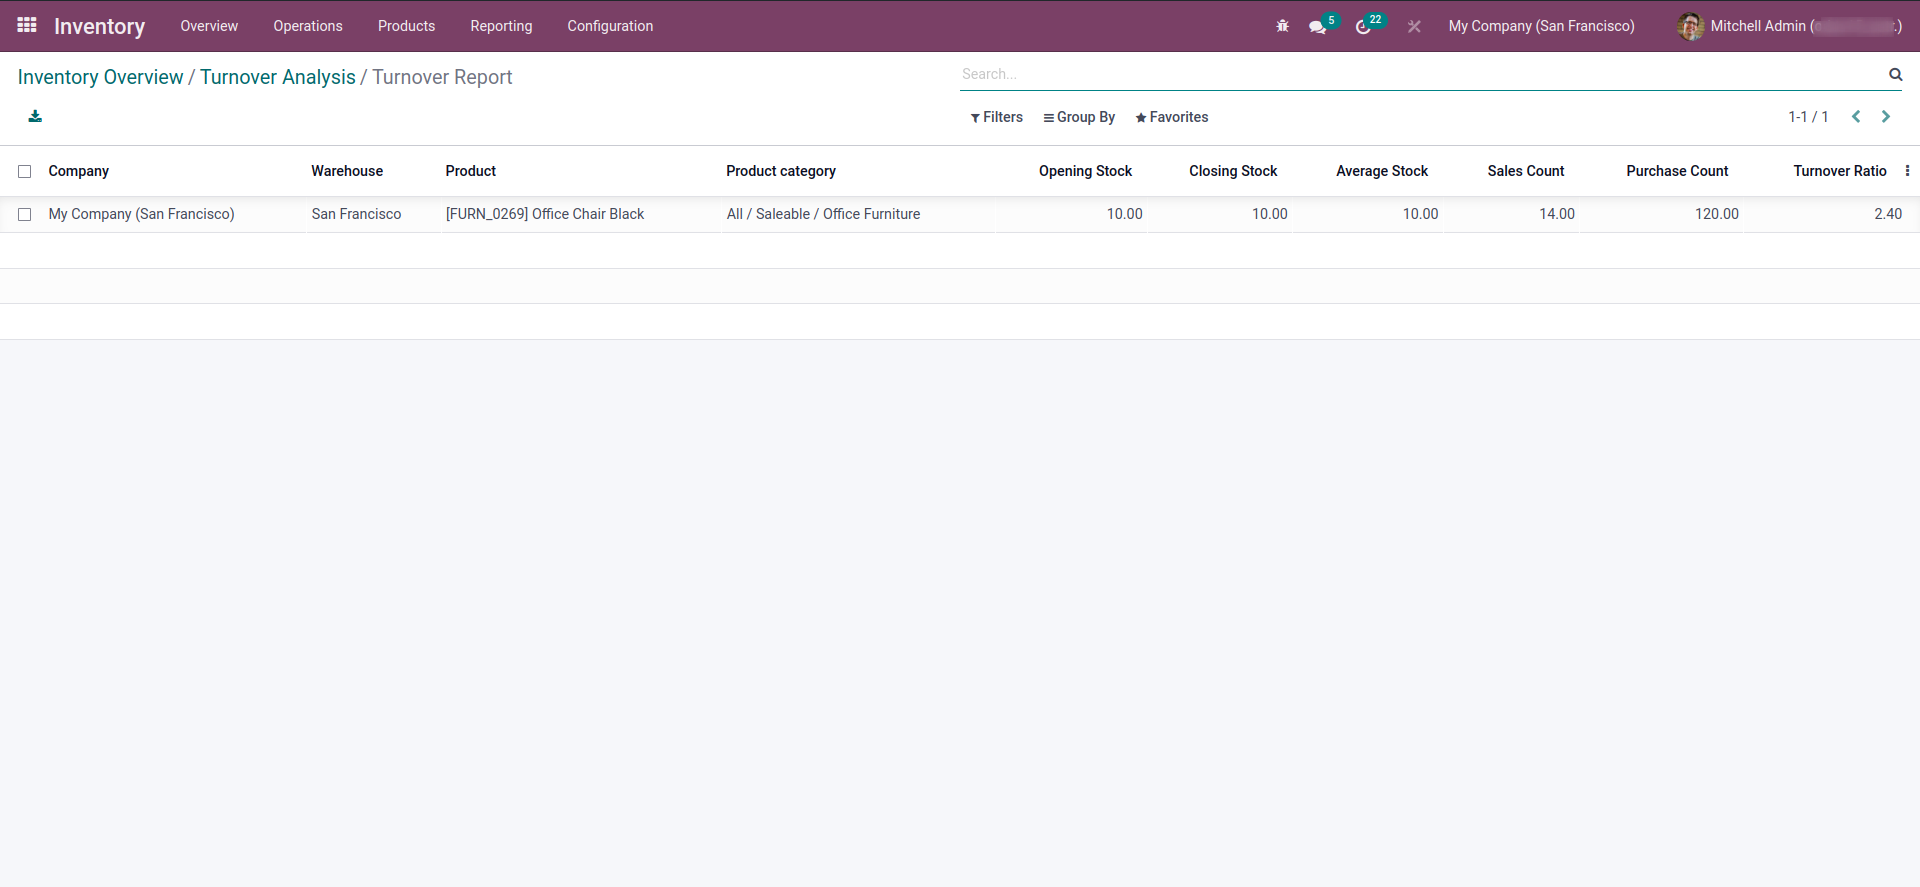 Inventory Overview Operations Products Reporting Configuration 5 22 My Company (San Francisco) Mitchell Admin ( .)
Inventory Overview / Turnover Analysis / Turnover Report Search...
Filters Group By Favorites 1-1 / 1
Company Warehouse Product Product category Opening Stock Closing Stock Average Stock Sales Count Purchase Count Turnover Ratio
My Company (San Francisco) San Francisco [FURN_0269] Office Chair Black All / Saleable / Office Furniture 10.00 10.00 10.00 14.00 120.00 2.40